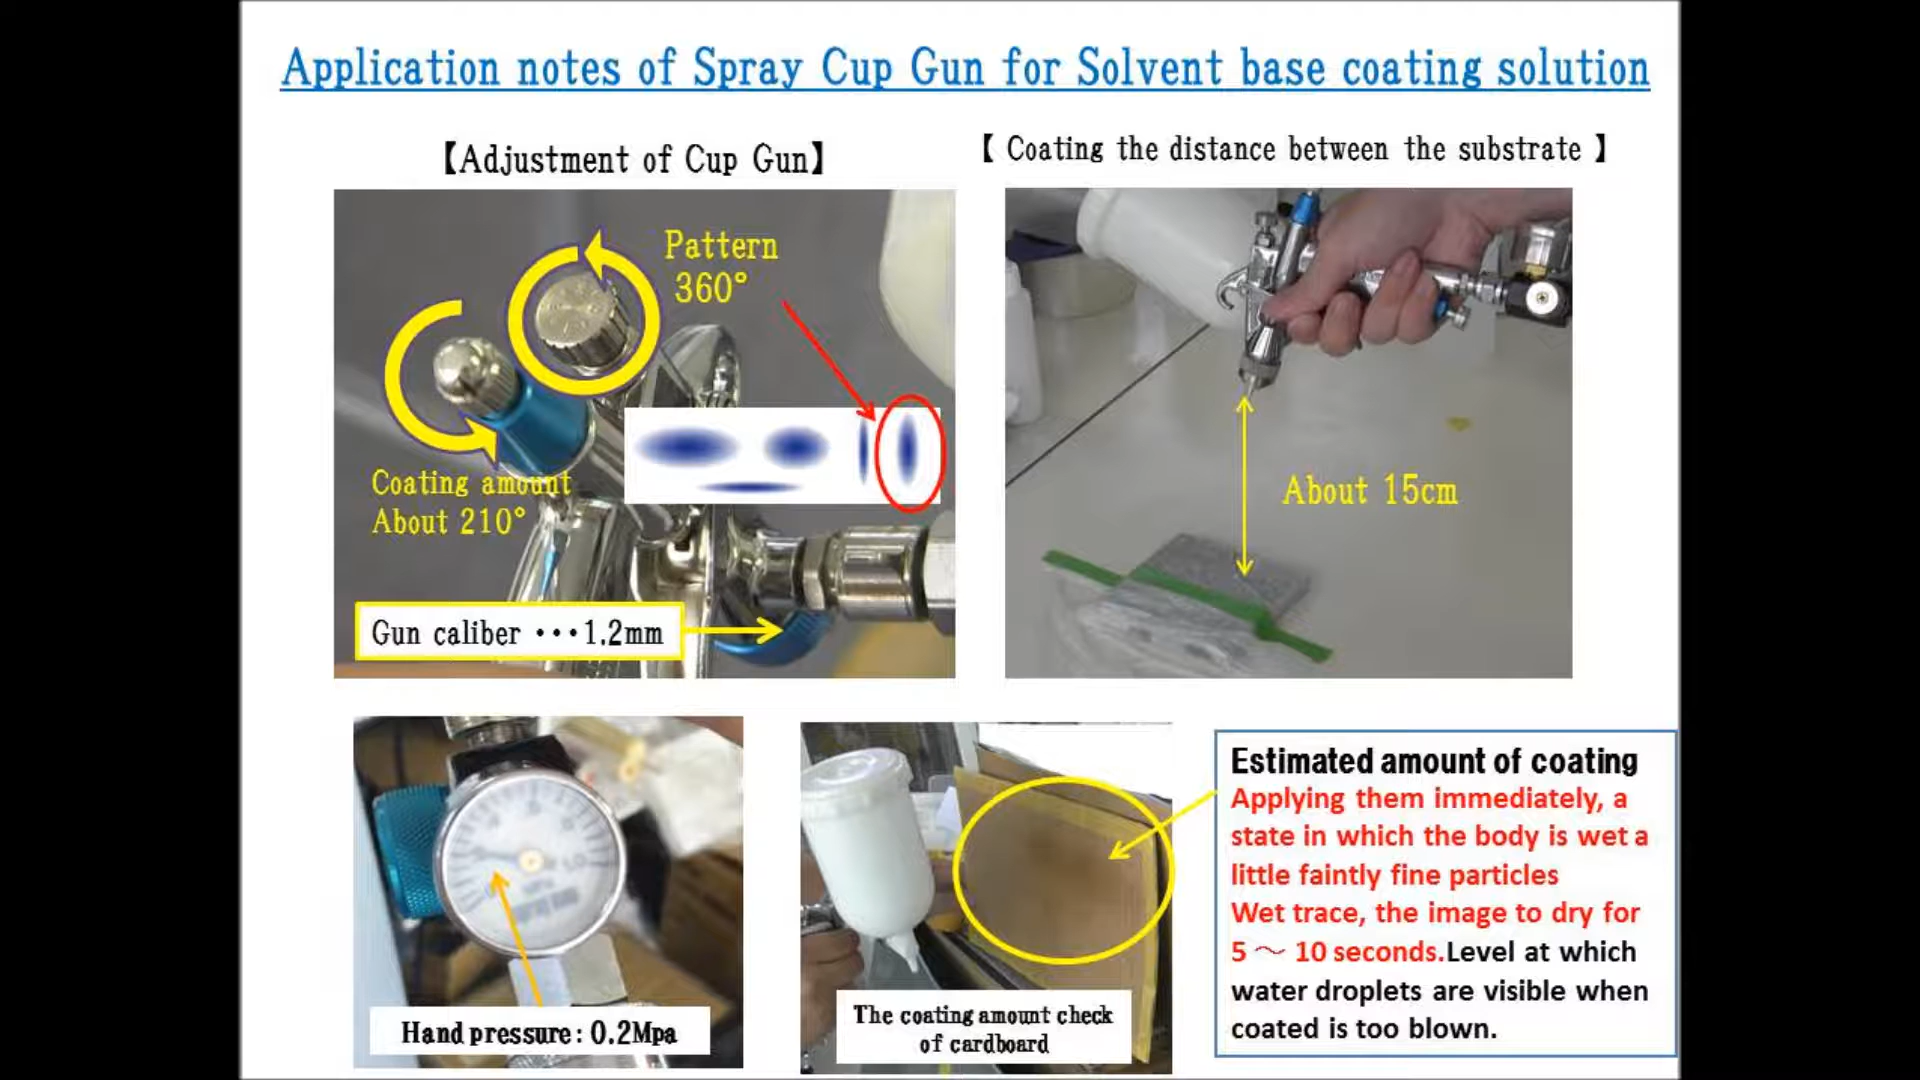 Application notes of Spray Cup Gun for Solvent base coating solution
【Adjustment of Cup Gun】
【 Coating the distance between the substrate 】
Pattern
360°
Coating amount
About 210°
Gun caliber ・・・1.2mm
About 15cm
Hand pressure: 0.2Mpa
The coating amount check
of cardboard
Estimated amount of coating
Applying them immediately, a
state in which the body is wet a
little faintly fine particles
Wet trace, the image to dry for
5 ～ 10 seconds.Level at which
water droplets are visible when
coated is too blown.